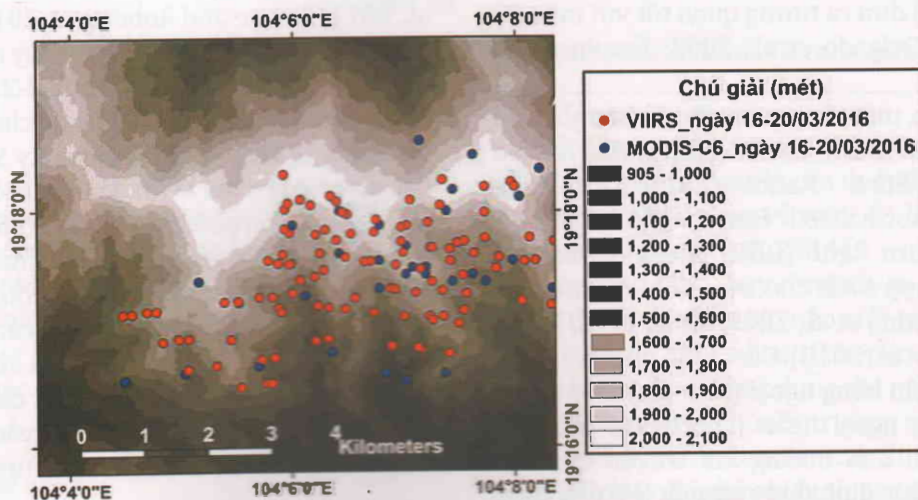 104°4'0"E 104°6'0"E 104°8'0"E
19°18'0"N
19°18'0"N
19°16'0"N
0 1 2 3 4
Kilometers
104°4'0"E 104°6'0"E 104°8'0"E
Chú giải (mét)
VIIRS_ngày 16-20/03/2016
MODIS-C6_ngày 16-20/03/2016
905 - 1,000
1,000 - 1,100
1,100 - 1,200
1,200 - 1,300
1,300 - 1,400
1,400 - 1,500
1,500 - 1,600
1,600 - 1,700
1,700 - 1,800
1,800 - 1,900
1,900 - 2,000
2,000 - 2,100